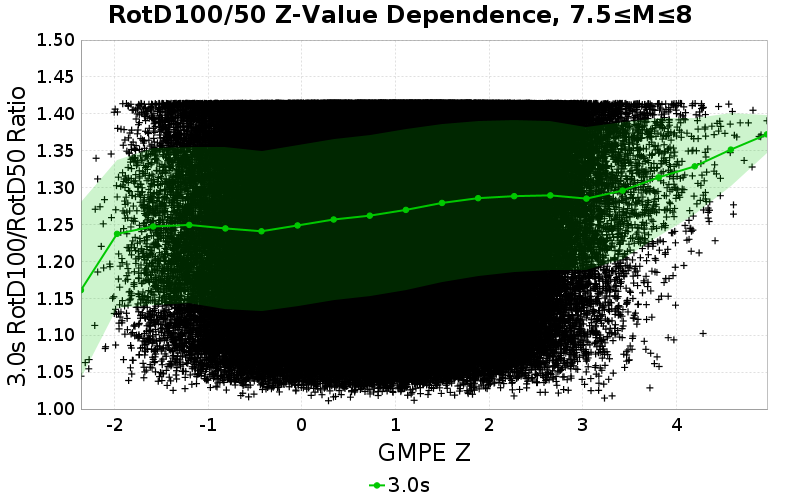 RotD100/50 Z-Value Dependence, 7.5≤M≤8
3.0s RotD100/RotD50 Ratio
1.50
1.45
1.40
1.35
1.30
1.25
1.20
1.15
1.10
1.05
1.00
-2 -1 0 1 2 3 4
GMPE Z
3.0s